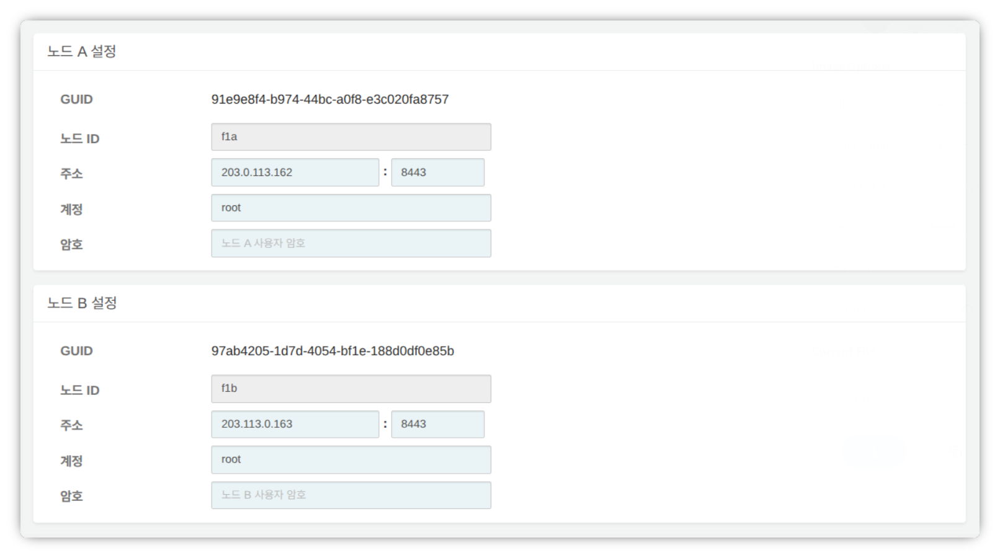 노드 A 설정
GUID 91e9e8f4-b974-44bc-a0f8-e3c020fa8757
노드 ID f1a
주소 203.0.113.162 : 8443
계정 root
암호 노드 A 사용자 암호
노드 B 설정
GUID 97ab4205-1d7d-4054-bf1e-188d0df0e85b
노드 ID f1b
주소 203.113.0.163 : 8443
계정 root
암호 노드 B 사용자 암호